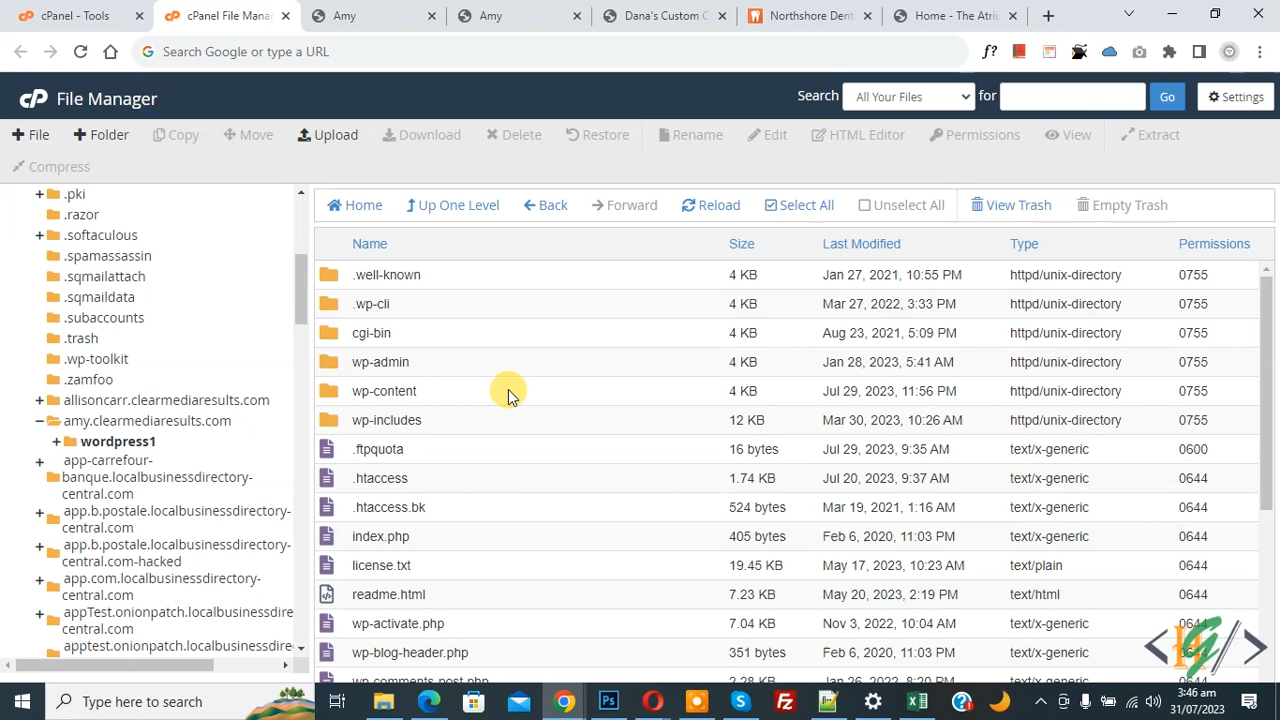 cPanel - Tools
cPanel File Mana
Amy
Amy
Dana's Custom C
Northshore Dent
Home - The Atriu
Search Google or type a URL
f?
cP File Manager
Search All Your Files for Go Settings
+ File + Folder Copy Move Upload Download Delete Restore Rename Edit HTML Editor Permissions View Extract
Compress
.pki
.razor
.softaculous
.spamassassin
.sqmailattach
.sqmaildata
.subaccounts
.trash
.wp-toolkit
.zamfoo
allisoncarr.clearmediaresults.com
amy.clearmediaresults.com
wordpress1
app-carrefour-
banque.localbusinessdirectory-
central.com
app.b.postale.localbusinessdirectory-
central.com
app.b.postale.localbusinessdirectory-
central.com-hacked
app.com.localbusinessdirectory-
central.com
appTest.onionpatch.localbusinessdire
central.com
apptest.onionpatch.localbusinessdire
Home Up One Level Back Forward Reload Select All Unselect All View Trash Empty Trash
Name Size Last Modified Type Permissions
.well-known 4 KB Jan 27, 2021, 10:55 PM httpd/unix-directory 0755
.wp-cli 4 KB Mar 27, 2022, 3:33 PM httpd/unix-directory 0755
cgi-bin 4 KB Aug 23, 2021, 5:09 PM httpd/unix-directory 0755
wp-admin 4 KB Jan 28, 2023, 5:41 AM httpd/unix-directory 0755
wp-content 4 KB Jul 29, 2023, 11:56 PM httpd/unix-directory 0755
wp-includes 12 KB Mar 30, 2023, 10:26 AM httpd/unix-directory 0755
.ftpquota 16 bytes Jul 29, 2023, 9:35 AM text/x-generic 0600
.htaccess 1.74 KB Jul 20, 2023, 9:37 AM text/x-generic 0644
.htaccess.bk 524 bytes Mar 19, 2021, 1:16 AM text/x-generic 0644
index.php 405 bytes Feb 6, 2020, 11:03 PM text/x-generic 0644
license.txt 19.45 KB May 17, 2023, 10:23 AM text/plain 0644
readme.html 7.23 KB May 20, 2023, 2:19 PM text/html 0644
wp-activate.php 7.04 KB Nov 3, 2022, 10:04 AM text/x-generic 0644
wp-blog-header.php 351 bytes Feb 6, 2020, 11:03 PM text/x-generic
wp-comments-post.php
Type here to search
3:46 am
31/07/2023